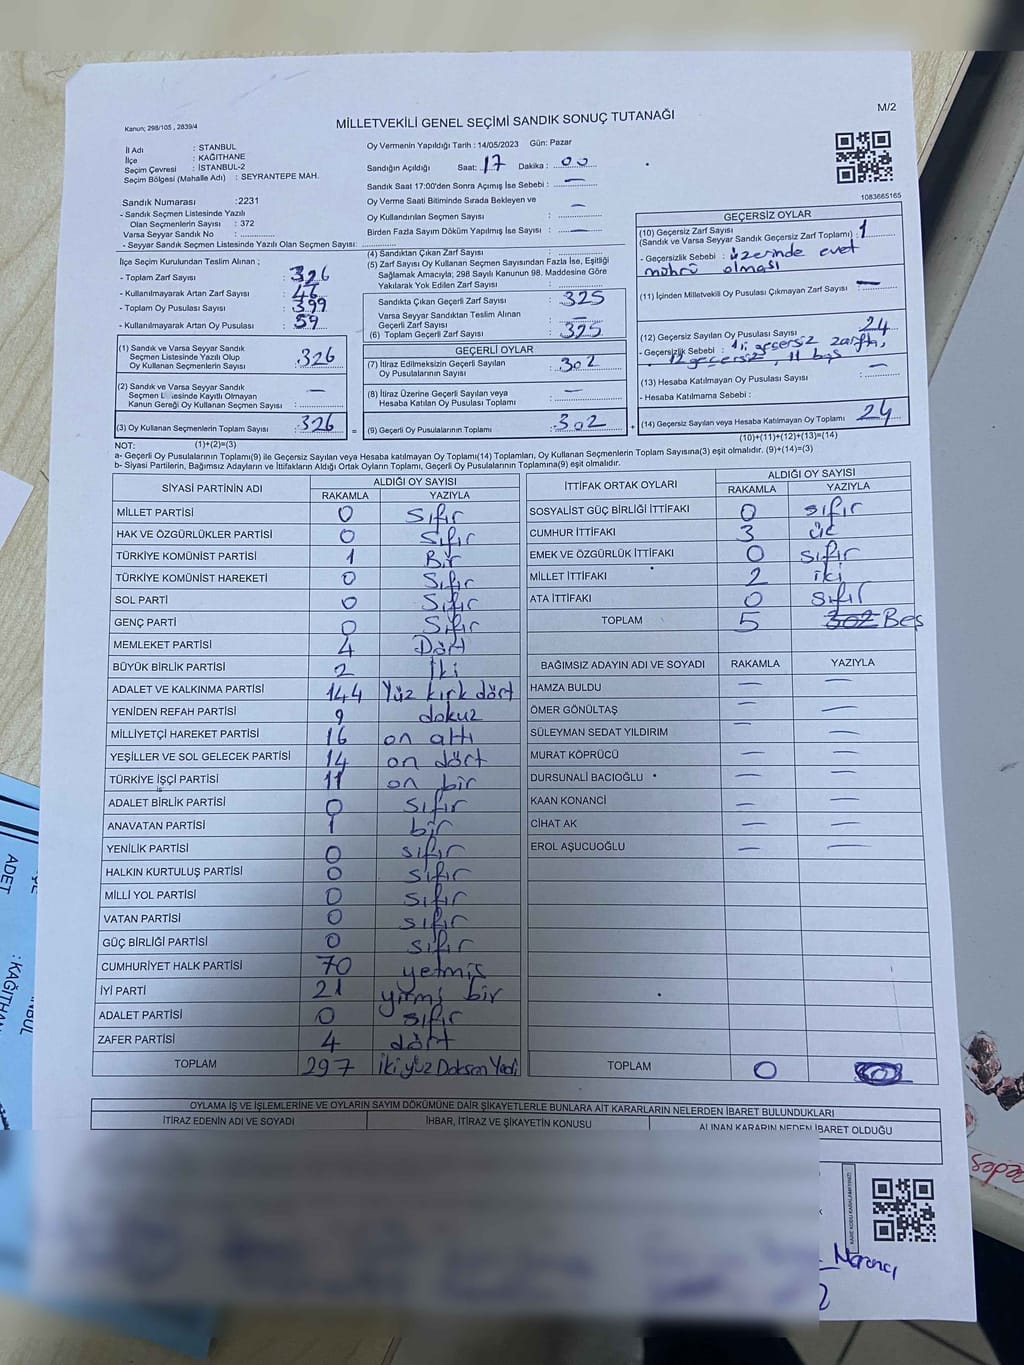 M/2
Kanun; 298/105 , 2839/4
MİLLETVEKİLİ GENEL SEÇİMİ SANDIK SONUÇ TUTANAĞI
İl Adı : STANBUL
İlçe : KAĞITHANE
Seçim Çevresi : İSTANBUL-2
Seçim Bölgesi (Mahalle Adı) : SEYRANTEPE MAH.
Sandık Numarası :2231
- Sandık Seçmen Listesinde Yazılı
Olan Seçmenlerin Sayısı : 372
Varsa Seyyar Sandık No :
- Seyyar Sandık Seçmen Listesinde Yazılı Olan Seçmen Sayısı:
Oy Vermenin Yapıldığı Tarih : 14/05/2023 Gün: Pazar
Sandığın Açıldığı Saat: 17 Dakika : 00
Sandık Saat 17:00'den Sonra Açımış İse Sebebi : —
Oy Verme Saati Bitiminde Sırada Bekleyen ve
Oy Kullandırılan Seçmen Sayısı : —
Birden Fazla Sayım Döküm Yapılmış İse Sayısı : —
1083665165
İlçe Seçim Kurulundan Teslim Alınan ;
- Toplam Zarf Sayısı : 326
- Kullanılmayarak Artan Zarf Sayısı : 46
- Toplam Oy Pusulası Sayısı : 399
- Kullanılmayarak Artan Oy Pusulası : 59
(1) Sandık ve Varsa Seyyar Sandık
Seçmen Listesinde Yazılı Olup
Oy Kullanan Seçmenlerin Sayısı : 326
(2) Sandık ve Varsa Seyyar Sandık
Seçmen Listesinde Kayıtlı Olmayan
Kanun Gereği Oy Kullanan Seçmen Sayısı : —
(3) Oy Kullanan Seçmenlerin Toplam Sayısı : 326
(4) Sandıktan Çıkan Zarf Sayısı :
(5) Zarf Sayısı Oy Kullanan Seçmen Sayısından Fazla İse, Eşitliği
Sağlamak Amacıyla; 298 Sayılı Kanunun 98. Maddesine Göre
Yakılarak Yok Edilen Zarf Sayısı :
Sandıkta Çıkan Geçerli Zarf Sayısı : 325
Varsa Seyyar Sandıktan Teslim Alınan
Geçerli Zarf Sayısı : —
(6) Toplam Geçerli Zarf Sayısı : 325
GEÇERLİ OYLAR
(7) İtiraz Edilmeksizin Geçerli Sayılan
Oy Pusulalarının Sayısı : 302
(8) İtiraz Üzerine Geçerli Sayılan veya
Hesaba Katılan Oy Pusulası Toplamı : —
= (9) Geçerli Oy Pusulalarının Toplamı : 302
GEÇERSİZ OYLAR
(10) Geçersiz Zarf Sayısı
(Sandık ve Varsa Seyyar Sandık Geçersiz Zarf Toplamı) : 1
- Geçersizlik Sebebi : üzerinde evet
mührü olması
(11) İçinden Milletvekili Oy Pusulası Çıkmayan Zarf Sayısı : —
(12) Geçersiz Sayılan Oy Pusulası Sayısı : 24
- Geçersizlik Sebebi : 1'i geçersiz zarftı,
12 geçersiz, 11 boş
(13) Hesaba Katılmayan Oy Pusulası Sayısı : —
- Hesaba Katılmama Sebebi :
+ (14) Geçersiz Sayılan veya Hesaba Katılmayan Oy Toplamı : 24
NOT: (1)+(2)=(3) (10)+(11)+(12)+(13)=(14)
a- Geçerli Oy Pusulalarının Toplamı(9) ile Geçersiz Sayılan veya Hesaba katılmayan Oy Toplamı(14) Toplamları, Oy Kullanan Seçmenlerin Toplam Sayısına(3) eşit olmalıdır. (9)+(14)=(3)
b- Siyasi Partilerin, Bağımsız Adayların ve İttifakların Aldığı Ortak Oyların Toplamı, Geçerli Oy Pusulalarının Toplamına(9) eşit olmalıdır.
SİYASİ PARTİNİN ADI ALDIĞI OY SAYISI
RAKAMLA YAZIYLA
MİLLET PARTİSİ 0 sıfır
HAK VE ÖZGÜRLÜKLER PARTİSİ 0 Sıfır
TÜRKİYE KOMÜNİST PARTİSİ 1 Bir
TÜRKİYE KOMÜNİST HAREKETİ 0 Sıfır
SOL PARTİ 0 Sıfır
GENÇ PARTİ 0 Sıfır
MEMLEKET PARTİSİ 4 Dört
BÜYÜK BİRLİK PARTİSİ 2 İki
ADALET VE KALKINMA PARTİSİ 144 Yüz kırk dört
YENİDEN REFAH PARTİSİ 9 dokuz
MİLLİYETÇİ HAREKET PARTİSİ 16 on altı
YEŞİLLER VE SOL GELECEK PARTİSİ 14 on dört
TÜRKİYE İŞÇİ PARTİSİ 11 on bir
ADALET BİRLİK PARTİSİ 0 sıfır
ANAVATAN PARTİSİ 1 bir
YENİLİK PARTİSİ 0 sıfır
HALKIN KURTULUŞ PARTİSİ 0 sıfır
MİLLİ YOL PARTİSİ 0 sıfır
VATAN PARTİSİ 0 sıfır
GÜÇ BİRLİĞİ PARTİSİ 0 sıfır
CUMHURİYET HALK PARTİSİ 70 yetmiş
İYİ PARTİ 21 yirmi bir
ADALET PARTİSİ 0 sıfır
ZAFER PARTİSİ 4 dört
TOPLAM 297 İki yüz Doksan Yedi
İTTİFAK ORTAK OYLARI ALDIĞI OY SAYISI
RAKAMLA YAZIYLA
SOSYALİST GÜÇ BİRLİĞİ İTTİFAKI 0 sıfır
CUMHUR İTTİFAKI 3 üç
EMEK VE ÖZGÜRLÜK İTTİFAKI 0 sıfır
MİLLET İTTİFAKI 2 iki
ATA İTTİFAKI 0 sıfır
TOPLAM 5 302 Beş
BAĞIMSIZ ADAYIN ADI VE SOYADI RAKAMLA YAZIYLA
HAMZA BULDU — —
ÖMER GÖNÜLTAŞ — —
SÜLEYMAN SEDAT YILDIRIM — —
MURAT KÖPRÜCÜ — —
DURSUNALİ BACIOĞLU — —
KAAN KONANCİ — —
CİHAT AK — —
EROL AŞUCUOĞLU — —
TOPLAM 0
OYLAMA İŞ VE İŞLEMLERİNE VE OYLARIN SAYIM DÖKÜMÜNE DAİR ŞİKAYETLERLE BUNLARA AİT KARARLARIN NELERDEN İBARET BULUNDUKLARI
İTİRAZ EDENİN ADI VE SOYADI İHBAR, İTİRAZ VE ŞİKAYETİN KONUSU ALINAN KARARIN NEDEN İBARET OLDUĞU
ADET
: KAĞITHAN